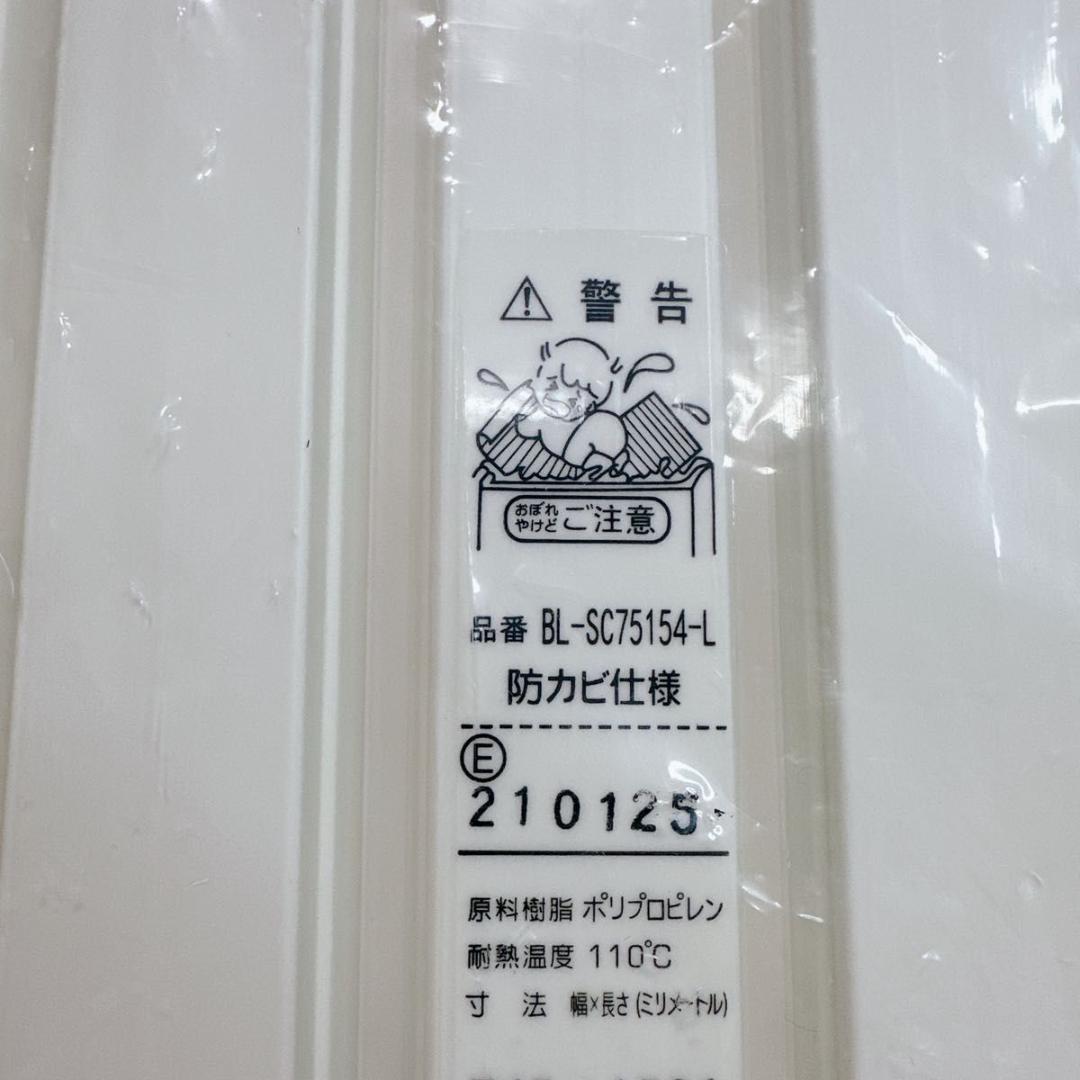 警告
おぼれ
やけど ご注意
品番 BL-SC75154-L
防カビ仕様
Ⓔ
210125
原料樹脂 ポリプロピレン
耐熱温度 110℃
寸 法 幅×長さ(ミリメートル)